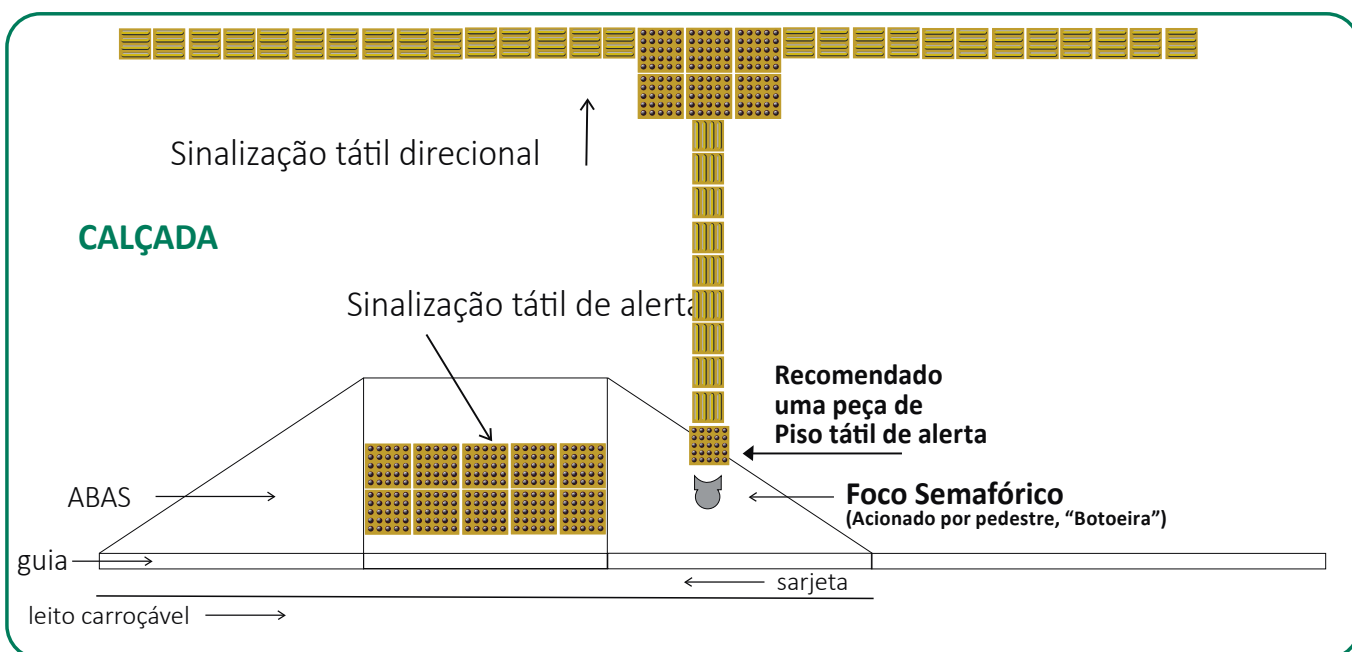 Sinalização tátil direcional
CALÇADA
Sinalização tátil de alerta
Recomendado
uma peça de
Piso tátil de alerta
ABAS
Foco Semafórico
(Acionado por pedestre, “Botoeira”)
guia
sarjeta
leito carroçável